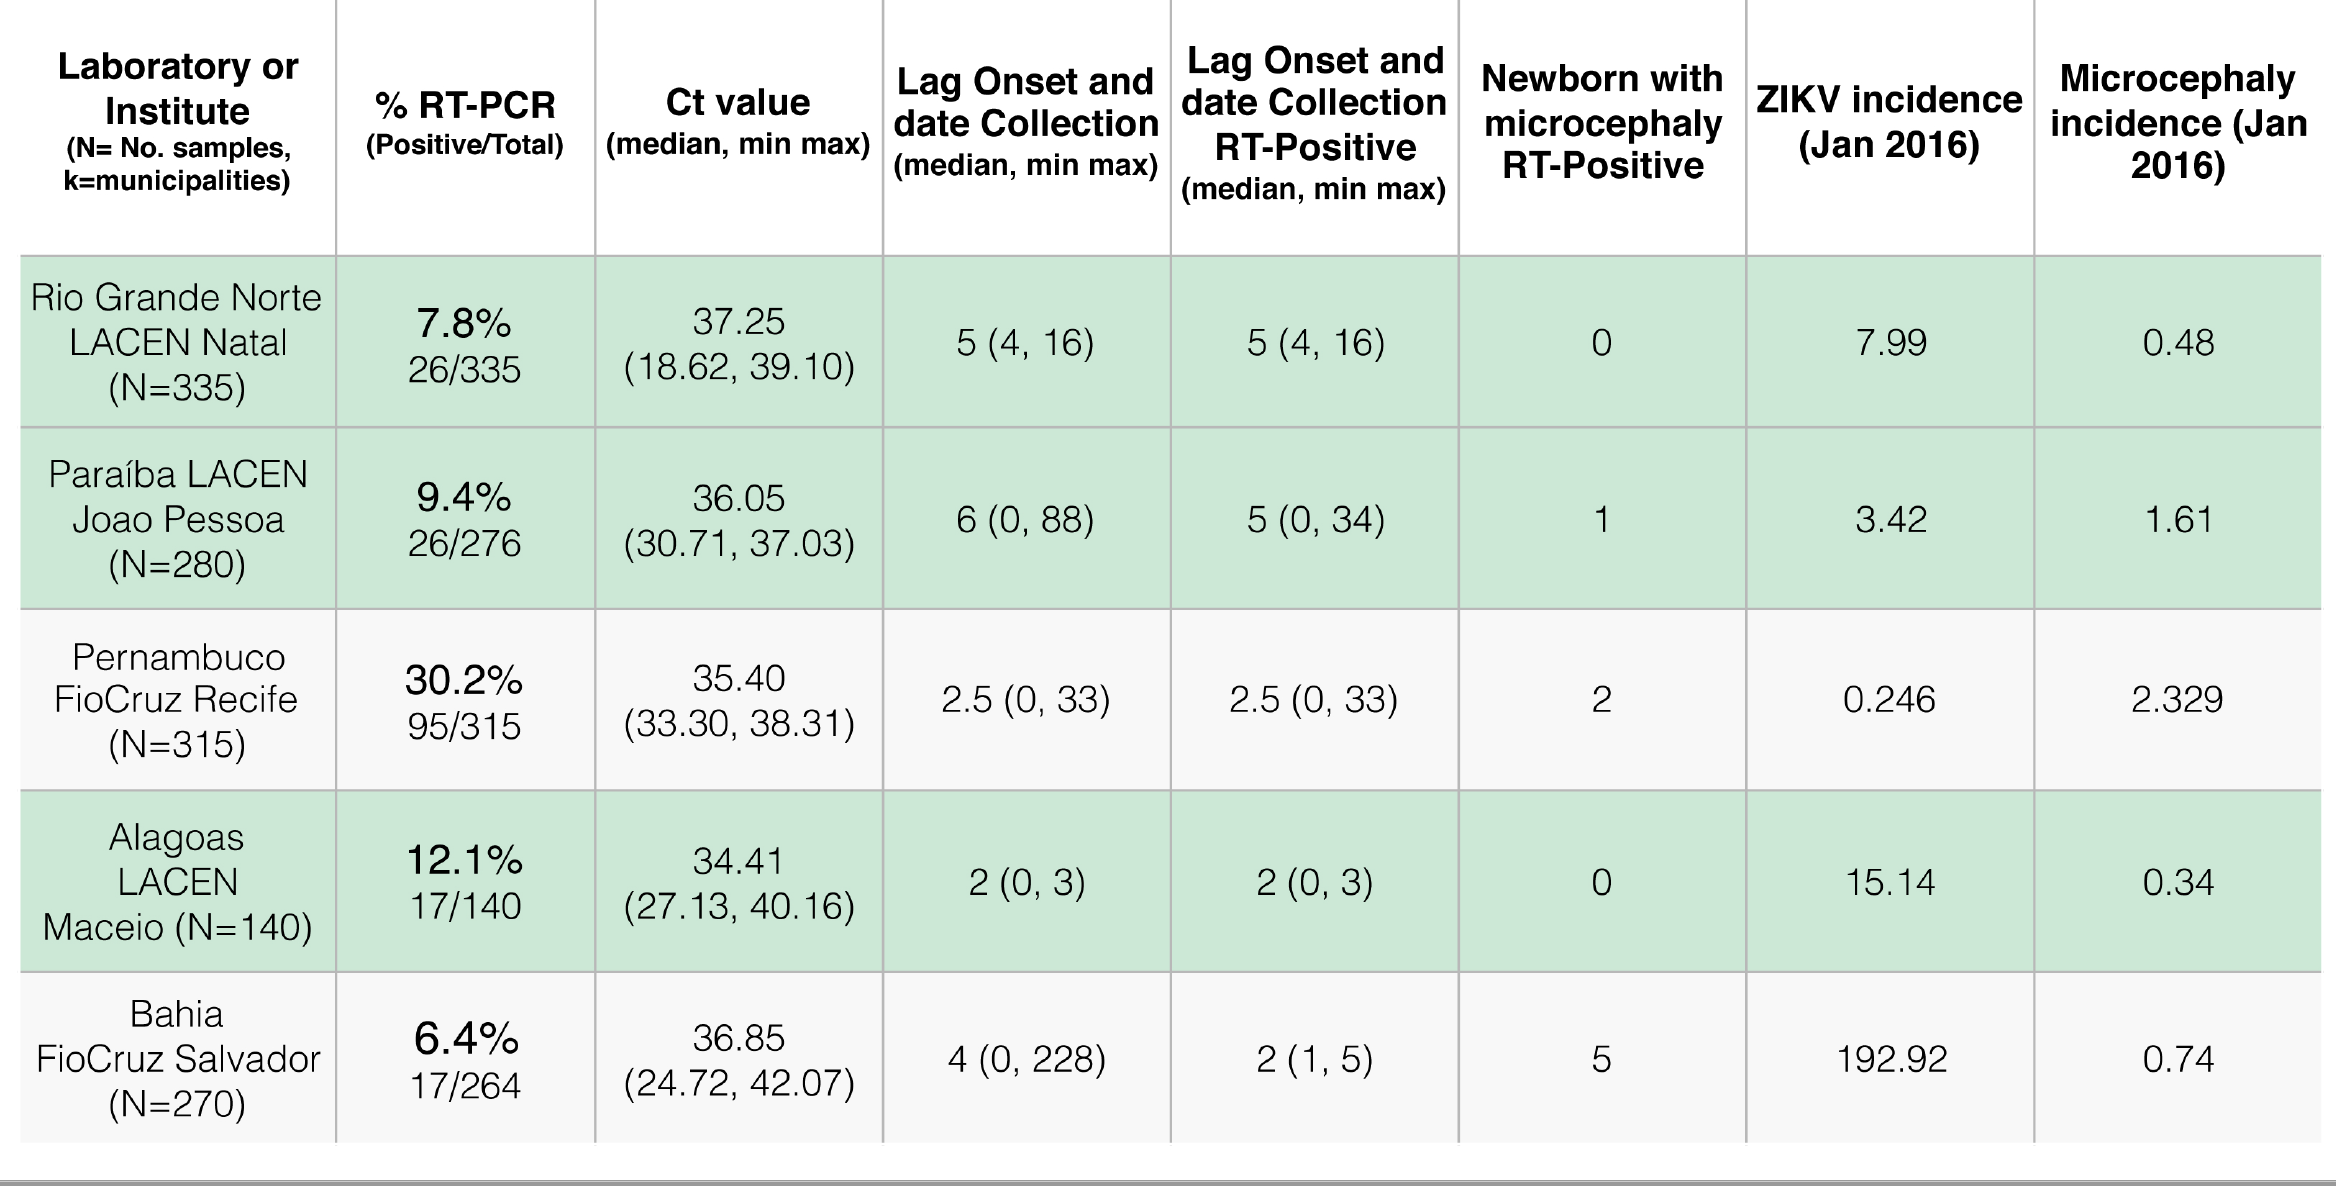 Laboratory or
Institute
(N= No. samples,
k=municipalities)
% RT-PCR
(Positive/Total)
Ct value
(median, min max)
Lag Onset and
date Collection
(median, min max)
Lag Onset and
date Collection
RT-Positive
(median, min max)
Newborn with
microcephaly
RT-Positive
ZIKV incidence
(Jan 2016)
Microcephaly
incidence (Jan
2016)
Rio Grande Norte
LACEN Natal
(N=335)
7.8%
26/335
37.25
(18.62, 39.10)
5 (4, 16)
5 (4, 16)
0
7.99
0.48
Paraíba LACEN
Joao Pessoa
(N=280)
9.4%
26/276
36.05
(30.71, 37.03)
6 (0, 88)
5 (0, 34)
1
3.42
1.61
Pernambuco
FioCruz Recife
(N=315)
30.2%
95/315
35.40
(33.30, 38.31)
2.5 (0, 33)
2.5 (0, 33)
2
0.246
2.329
Alagoas
LACEN
Maceio (N=140)
12.1%
17/140
34.41
(27.13, 40.16)
2 (0, 3)
2 (0, 3)
0
15.14
0.34
Bahia
FioCruz Salvador
(N=270)
6.4%
17/264
36.85
(24.72, 42.07)
4 (0, 228)
2 (1, 5)
5
192.92
0.74